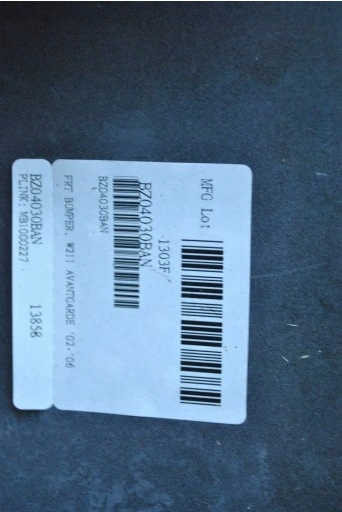 MFG Lot
1303F
BZ04030BAN
BZ04030BAN
FRT BUMPER, W211 AVANTGARDE '02-'06
BZ04030BAN 13858
PLINK: MB1000227